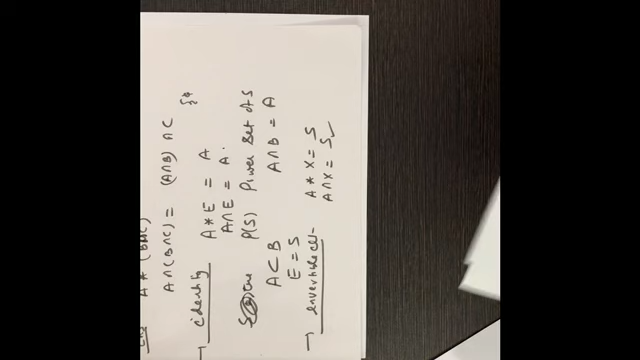 A * (B∩C)
A∩(B∩C) = (A∩B) ∩C
→ identity
A * E = A
A∩E = A.
P(S) Power set of S
A ⊂ B A∩B = A
E = S
→ A * X = S
A∩X = S ✓